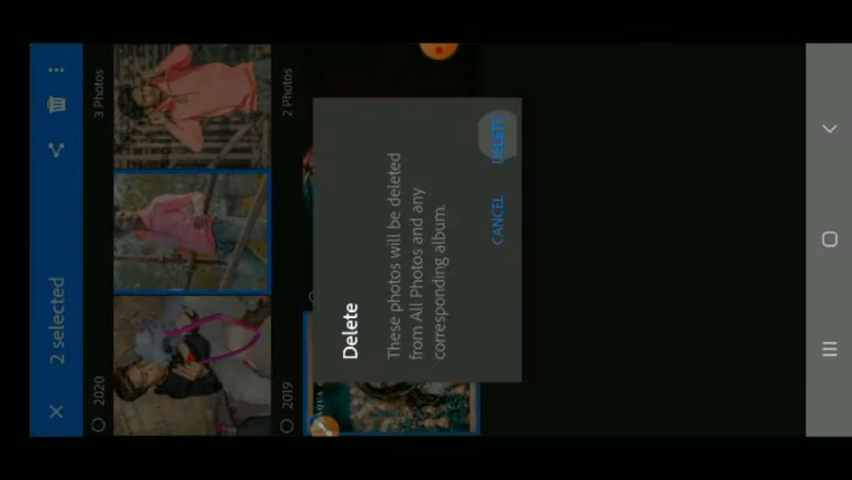 2 selected
2020
3 Photos
2019
2 Photos
Delete
These photos will be deleted
from All Photos and any
corresponding album.
CANCEL
DELETE